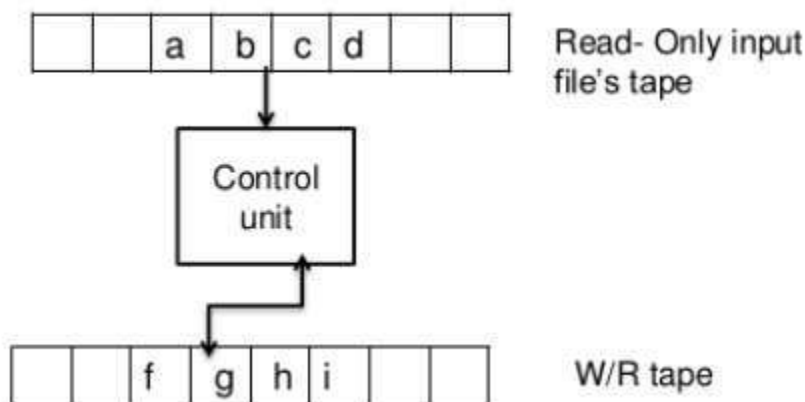 a b c d
Read- Only input
file's tape
Control
unit
f g h i
W/R tape